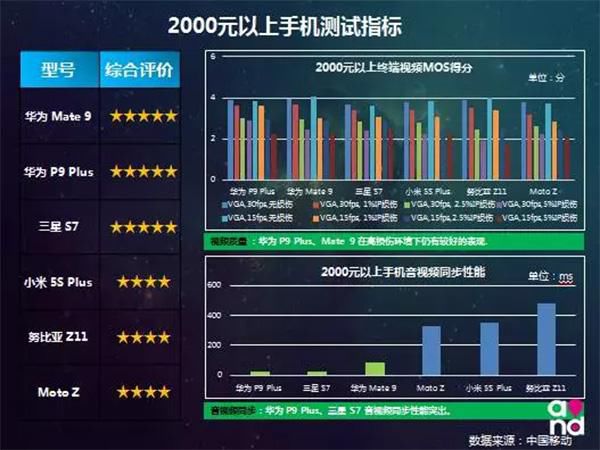 2000元以上手机测试指标
型号 综合评价
华为 Mate 9 ★★★★★
华为 P9 Plus ★★★★★
三星 S7 ★★★★★
小米 5S Plus ★★★★
努比亚 Z11 ★★★★
Moto Z ★★★★
2000元以上终端视频MOS得分
单位：分
6
4
2
0
华为 P9 Plus 华为 Mate 9 三星 S7 小米 5S Plus 努比亚 Z11 Moto Z
VGA,30fps,无损伤 VGA,30fps, 1%IP损伤 VGA,30fps, 2.5%IP损伤 VGA,30fps,5%IP损伤
VGA,15fps,无损伤 VGA,15fps, 1%IP损伤 VGA,15fps,2.5%IP损伤 VGA,15fps,5%IP损伤
视频质量：华为 P9 Plus、Mate 9 在高损伤环境下仍有较好的表现.
2000元以上手机音视频同步性能
单位：ms
600
400
200
0
华为 P9 Plus 三星 S7 华为 Mate 9 Moto Z 小米 5S Plus 努比亚 Z11
音视频同步：华为 P9 Plus、三星 S7 音视频同步性能突出。
and
数据来源：中国移动